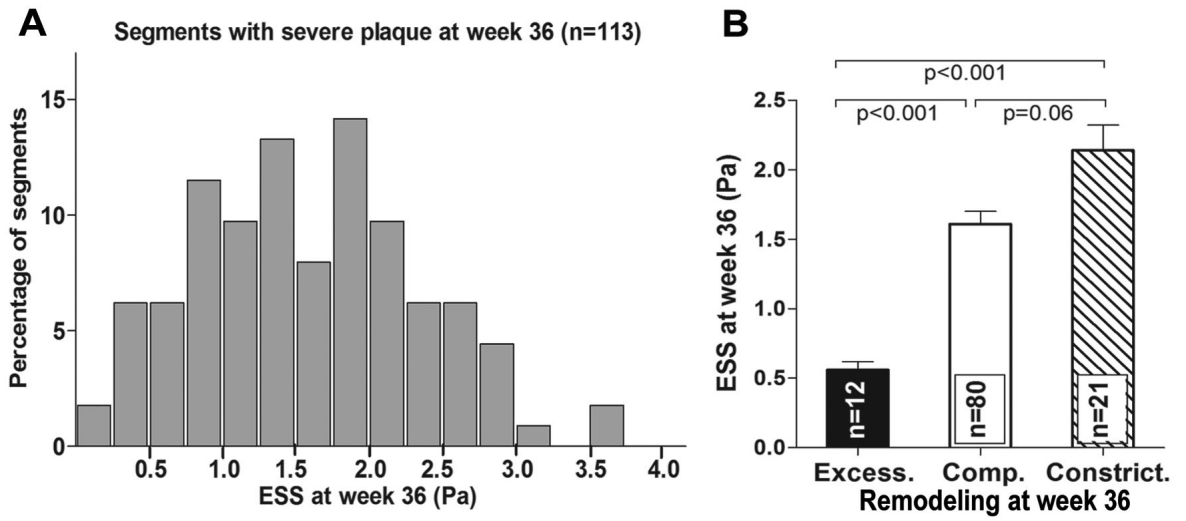 A
Segments with severe plaque at week 36 (n=113)
Percentage of segments
15
10
5
0
0.5 1.0 1.5 2.0 2.5 3.0 3.5 4.0
ESS at week 36 (Pa)
B
p<0.001
p<0.001 p=0.06
ESS at week 36 (Pa)
2.5
2.0
1.5
1.0
0.5
0.0
n=12 n=80 n=21
Excess. Comp. Constrict.
Remodeling at week 36